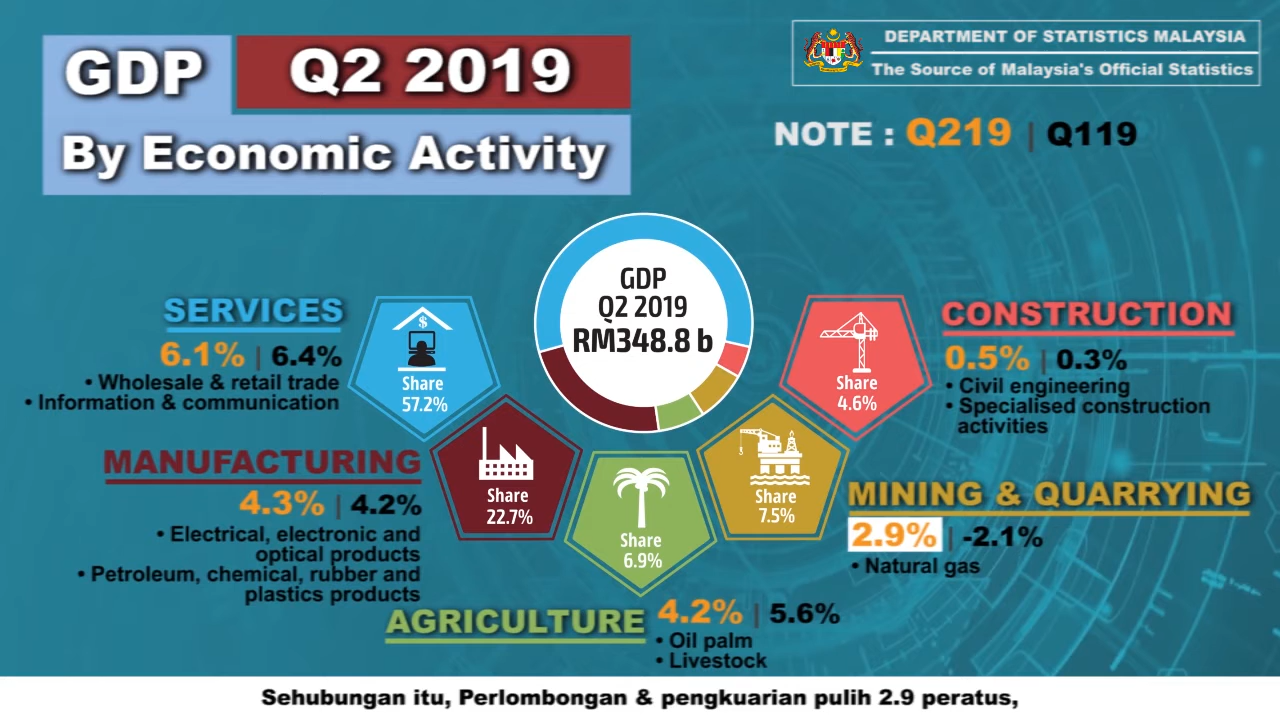 GDP Q2 2019
By Economic Activity
DEPARTMENT OF STATISTICS MALAYSIA
The Source of Malaysia's Official Statistics
NOTE : Q219 | Q119
GDP
Q2 2019
RM348.8 b
SERVICES
6.1% | 6.4%
• Wholesale & retail trade
• Information & communication
$
Share
57.2%
MANUFACTURING
4.3% | 4.2%
• Electrical, electronic and
optical products
• Petroleum, chemical, rubber and
plastics products
Share
22.7%
AGRICULTURE
4.2% | 5.6%
• Oil palm
• Livestock
Share
6.9%
MINING & QUARRYING
2.9% | -2.1%
• Natural gas
Share
7.5%
CONSTRUCTION
0.5% | 0.3%
• Civil engineering
• Specialised construction
activities
Share
4.6%
Sehubungan itu, Perlombongan & pengkuarian pulih 2.9 peratus,